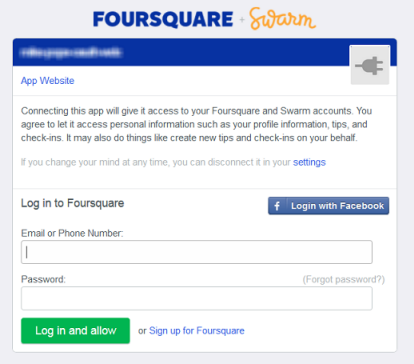 FOURSQUARE + Swarm
App Website
Connecting this app will give it access to your Foursquare and Swarm accounts. You
agree to let it access personal information such as your profile information, tips, and
check-ins. It may also do things like create new tips and check-ins on your behalf.
If you change your mind at any time, you can disconnect it in your settings
Log in to Foursquare
f Login with Facebook
Email or Phone Number:
Password: (Forgot password?)
Log in and allow or Sign up for Foursquare